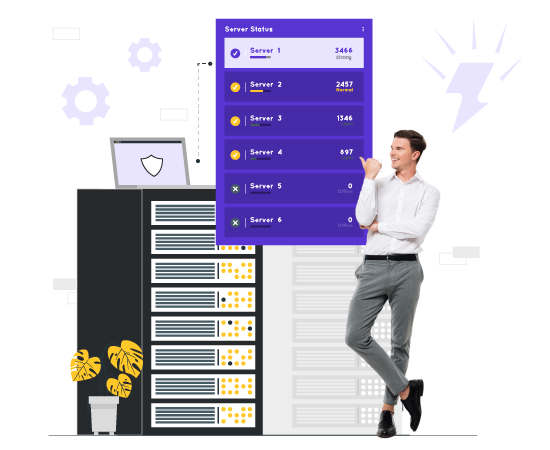 Server Status
Server 1
3466
Strong
Server 2
2457
Normal
Server 3
1346
Server 4
897
Server 5
0
Server 6
0